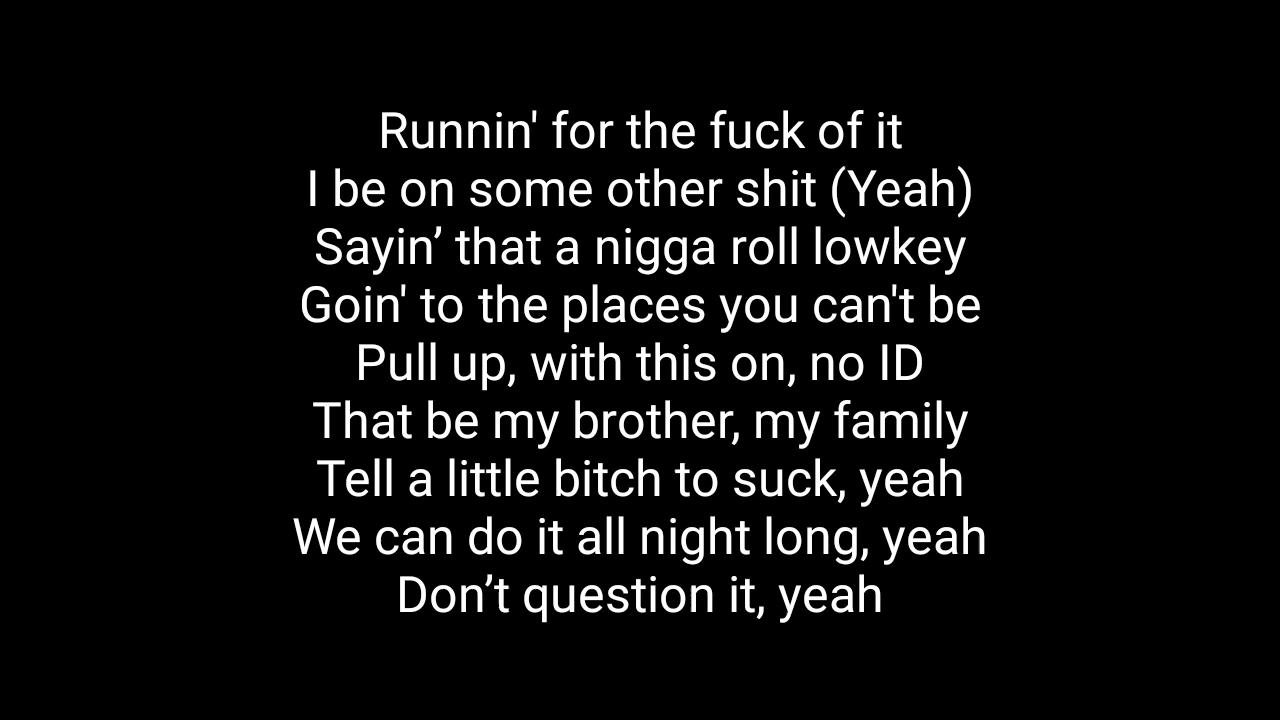 Runnin' for the fuck of it
I be on some other shit (Yeah)
Sayin’ that a nigga roll lowkey
Goin' to the places you can't be
Pull up, with this on, no ID
That be my brother, my family
Tell a little bitch to suck, yeah
We can do it all night long, yeah
Don’t question it, yeah